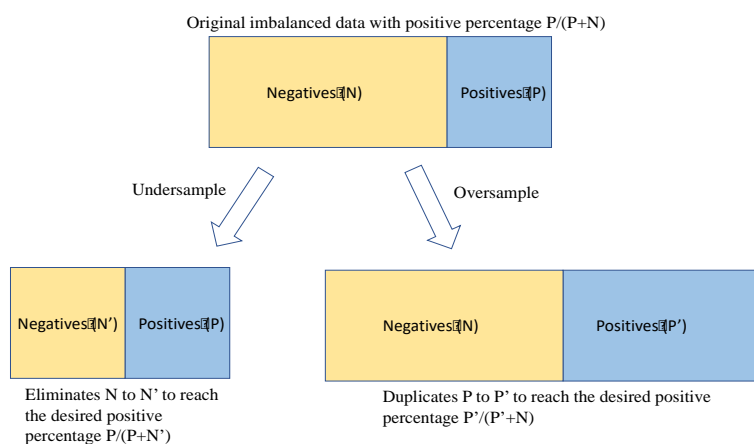 Original imbalanced data with positive percentage P/(P+N)
Negatives (N)
Positives (P)
Undersample
Oversample
Negatives (N’)
Positives (P)
Negatives (N)
Positives (P’)
Eliminates N to N’ to reach
the desired positive
percentage P/(P+N’)
Duplicates P to P’ to reach the desired positive
percentage P’/(P’+N)